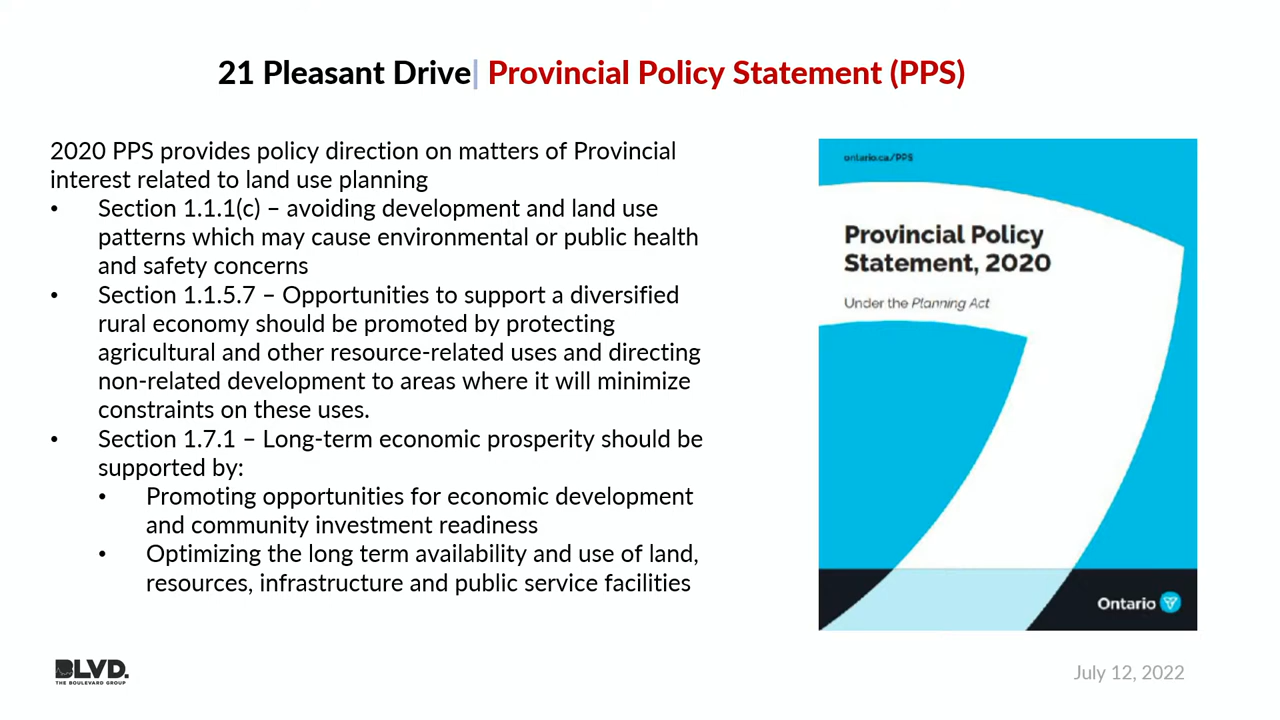 21 Pleasant Drive| Provincial Policy Statement (PPS)
2020 PPS provides policy direction on matters of Provincial
interest related to land use planning
• Section 1.1.1(c) – avoiding development and land use
patterns which may cause environmental or public health
and safety concerns
• Section 1.1.5.7 – Opportunities to support a diversified
rural economy should be promoted by protecting
agricultural and other resource-related uses and directing
non-related development to areas where it will minimize
constraints on these uses.
• Section 1.7.1 – Long-term economic prosperity should be
supported by:
• Promoting opportunities for economic development
and community investment readiness
• Optimizing the long term availability and use of land,
resources, infrastructure and public service facilities
ontario.ca/PPS
Provincial Policy
Statement, 2020
Under the Planning Act
Ontario
BLVD.
THE BOULEVARD GROUP
July 12, 2022